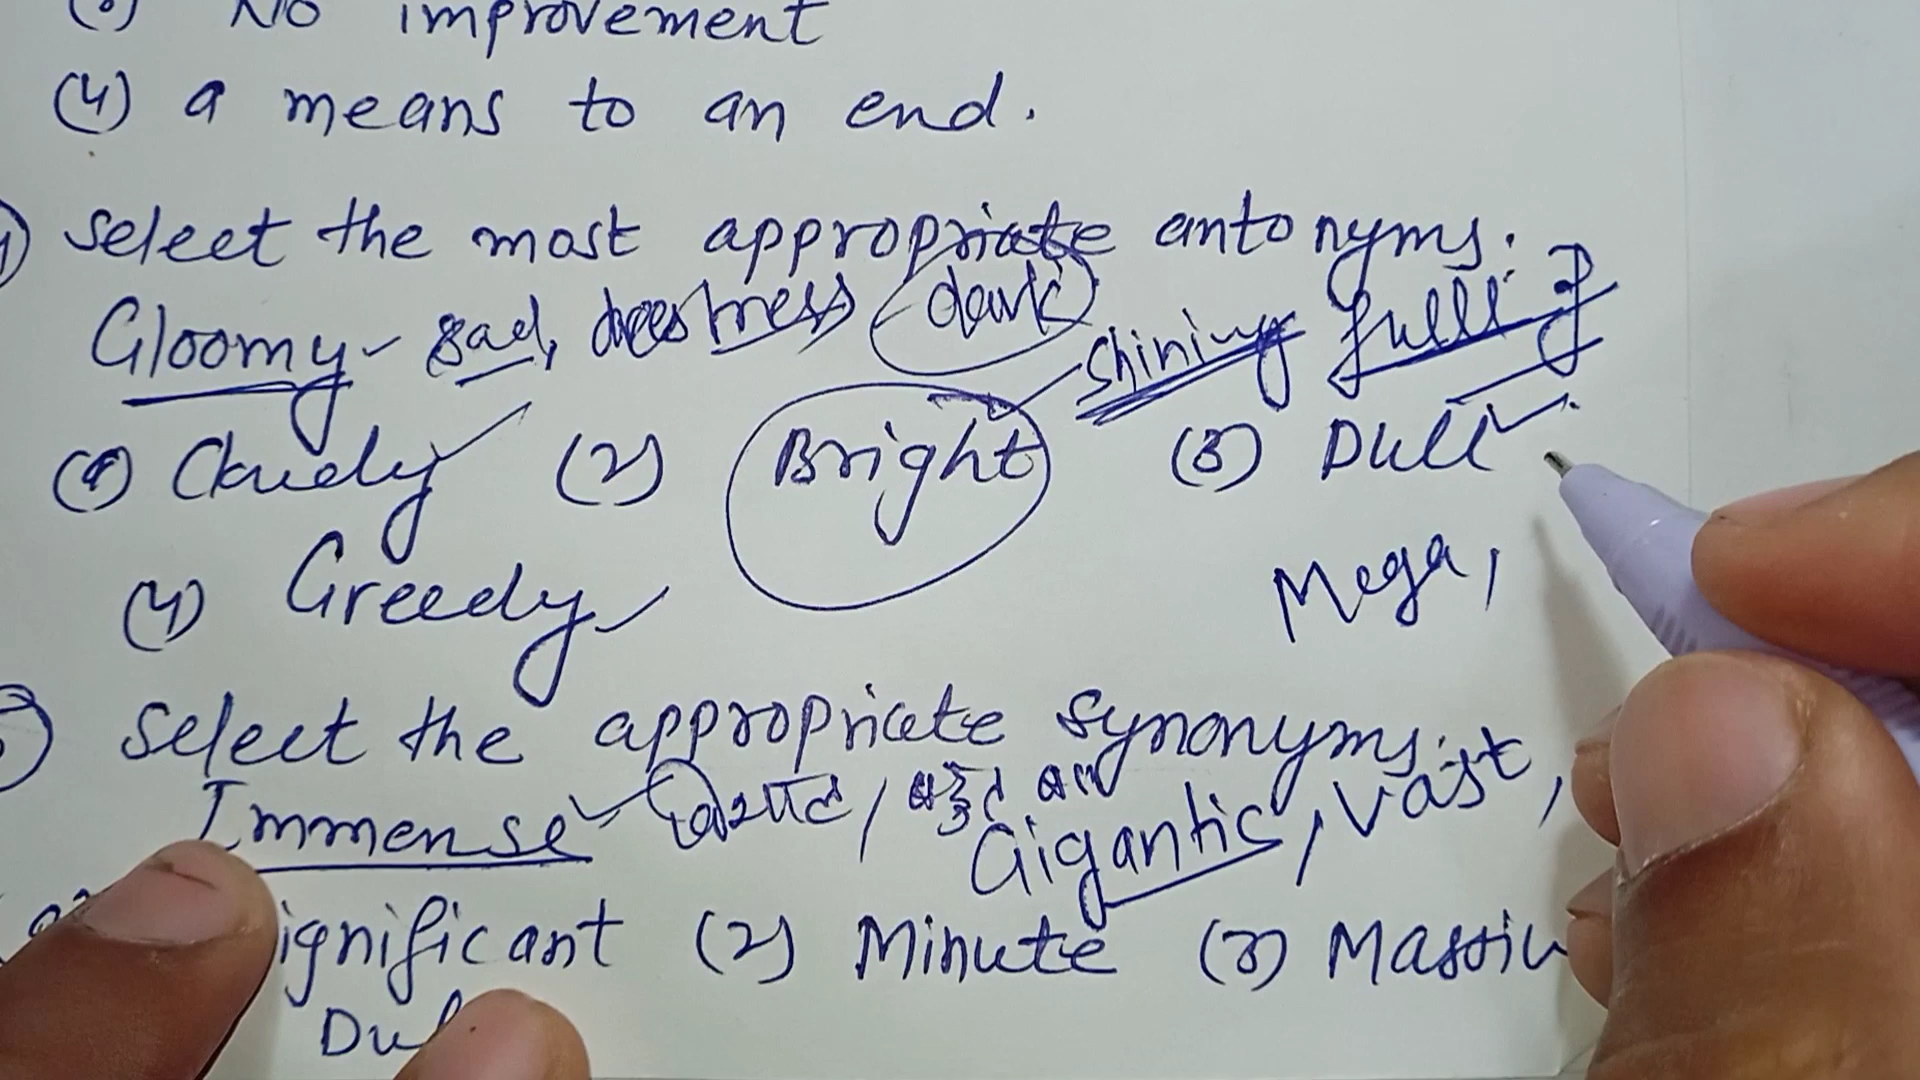 No improvement
(4) a means to an end.
Select the most appropriate antonyms.
Gloomy - sad, dark
Shining
(1) Cloudy (2) Bright (3) Dull
(4) Greedy
Mega,
Select the appropriate synonyms.
Immense
Gigantic, Vast,
ignificant (2) Minute (3) Massiv
Du